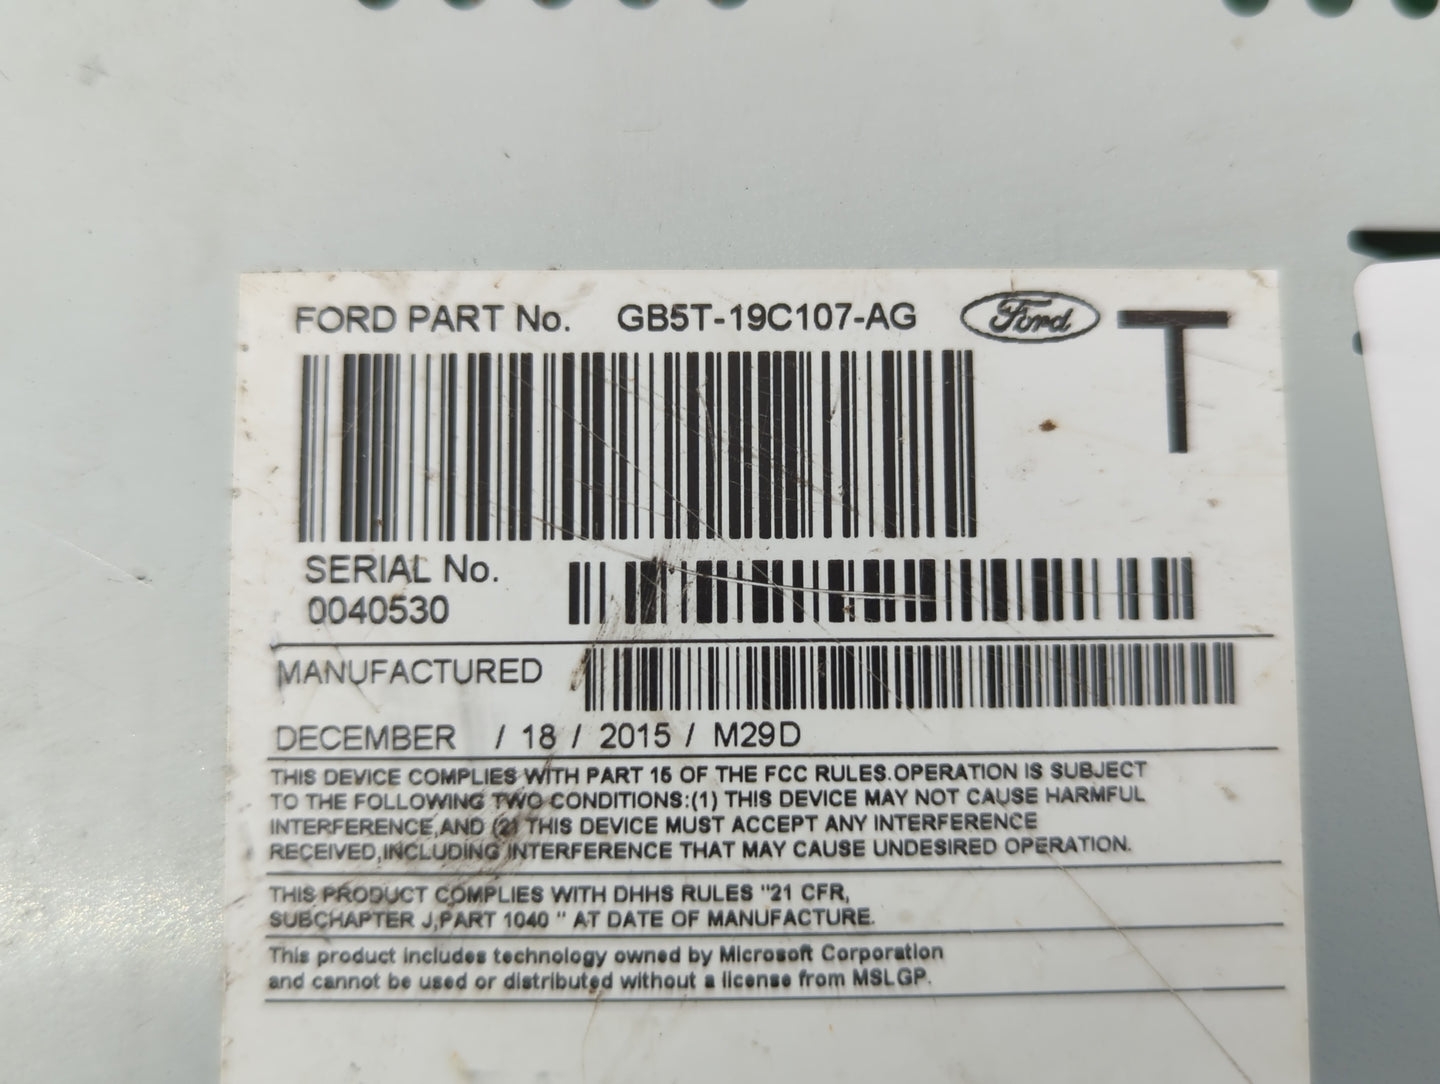 FORD PART No. GB5T-19C107-AG Ford T
SERIAL No.
0040530
MANUFACTURED
DECEMBER / 18 / 2015 / M29D
THIS DEVICE COMPLIES WITH PART 15 OF THE FCC RULES.OPERATION IS SUBJECT
TO THE FOLLOWING TWO CONDITIONS:(1) THIS DEVICE MAY NOT CAUSE HARMFUL
INTERFERENCE,AND (2) THIS DEVICE MUST ACCEPT ANY INTERFERENCE
RECEIVED,INCLUDING INTERFERENCE THAT MAY CAUSE UNDESIRED OPERATION.
THIS PRODUCT COMPLIES WITH DHHS RULES "21 CFR,
SUBCHAPTER J,PART 1040 " AT DATE OF MANUFACTURE.
This product includes technology owned by Microsoft Corporation
and cannot be used or distributed without a license from MSLGP.